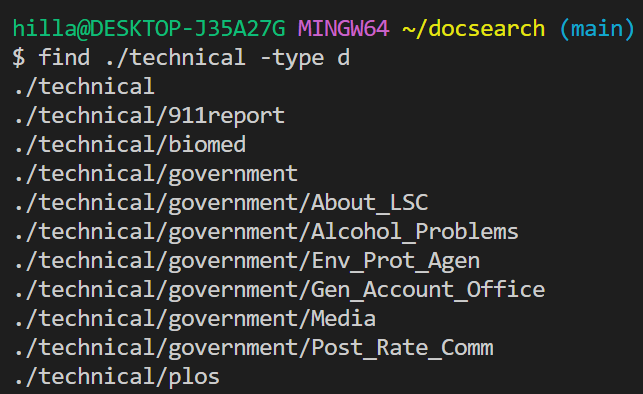 hilla@DESKTOP-J35A27G MINGW64 ~/docsearch (main)
$ find ./technical -type d
./technical
./technical/911report
./technical/biomed
./technical/government
./technical/government/About_LSC
./technical/government/Alcohol_Problems
./technical/government/Env_Prot_Agen
./technical/government/Gen_Account_Office
./technical/government/Media
./technical/government/Post_Rate_Comm
./technical/plos